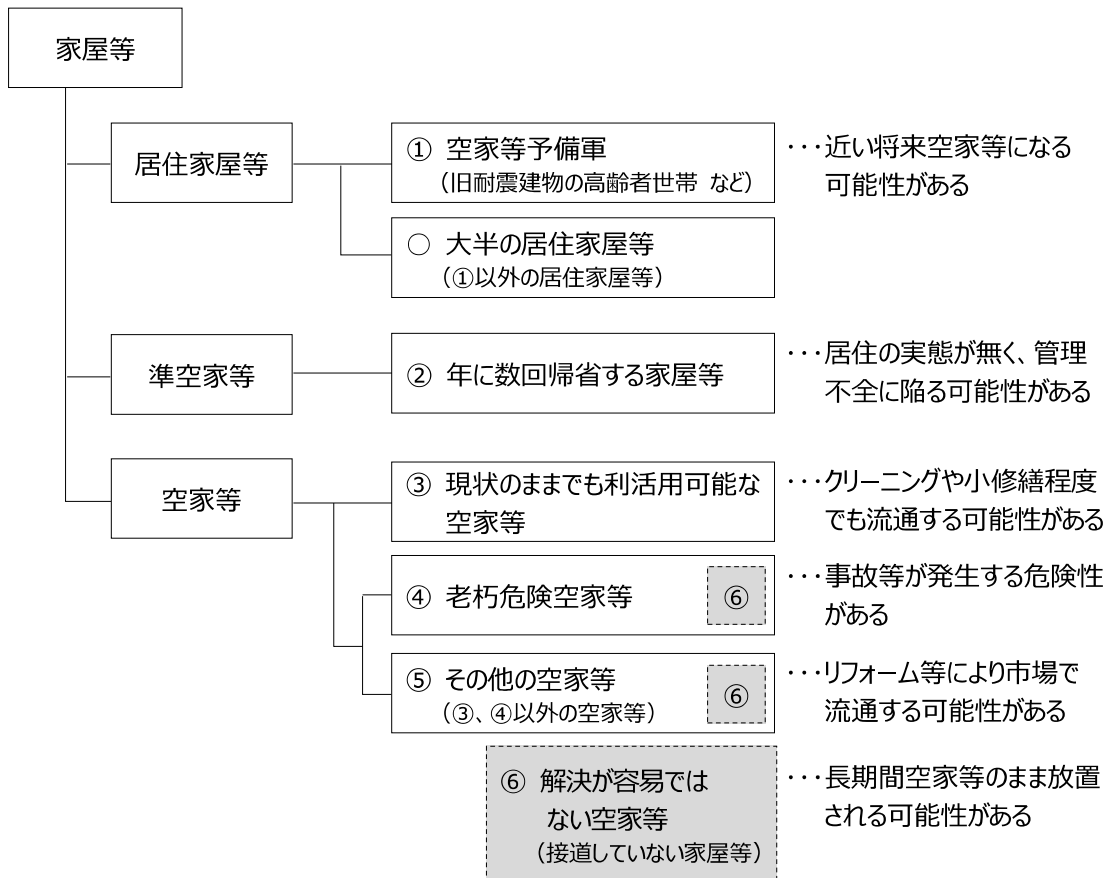 家屋等
居住家屋等
① 空家等予備軍
（旧耐震建物の高齢者世帯 など）
･･･近い将来空家等になる
可能性がある
○ 大半の居住家屋等
（①以外の居住家屋等）
準空家等
② 年に数回帰省する家屋等
･･･居住の実態が無く、管理
不全に陥る可能性がある
空家等
③ 現状のままでも利活用可能な
空家等
･･･クリーニングや小修繕程度
でも流通する可能性がある
④ 老朽危険空家等
⑥
･･･事故等が発生する危険性
がある
⑤ その他の空家等
（③、④以外の空家等）
⑥
･･･リフォーム等により市場で
流通する可能性がある
⑥ 解決が容易では
ない空家等
（接道していない家屋等）
･･･長期間空家等のまま放置
される可能性がある